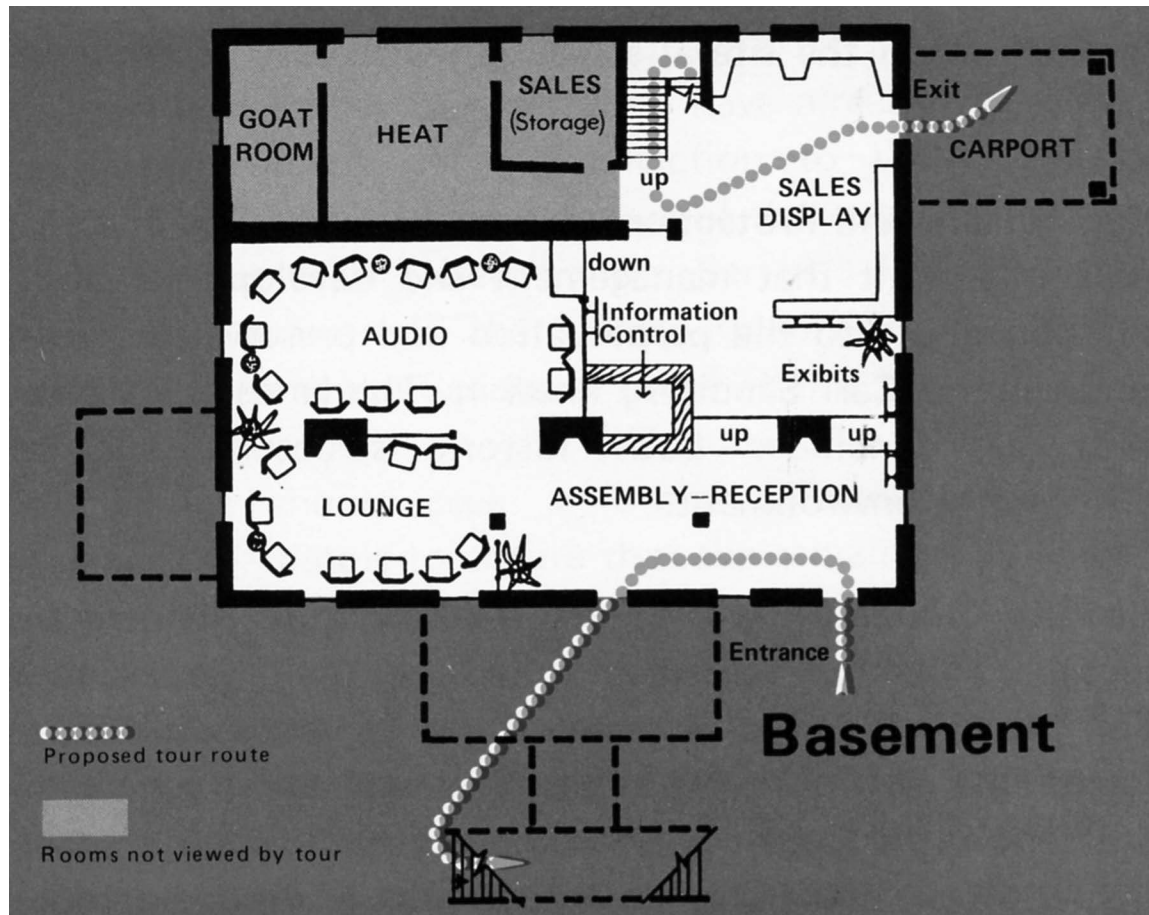 GOAT
ROOM
HEAT
SALES
(Storage)
up
Exit
CARPORT
SALES
DISPLAY
down
Information
Control
AUDIO
Exibits
up
up
LOUNGE
ASSEMBLY--RECEPTION
Entrance
Basement
Proposed tour route
Rooms not viewed by tour